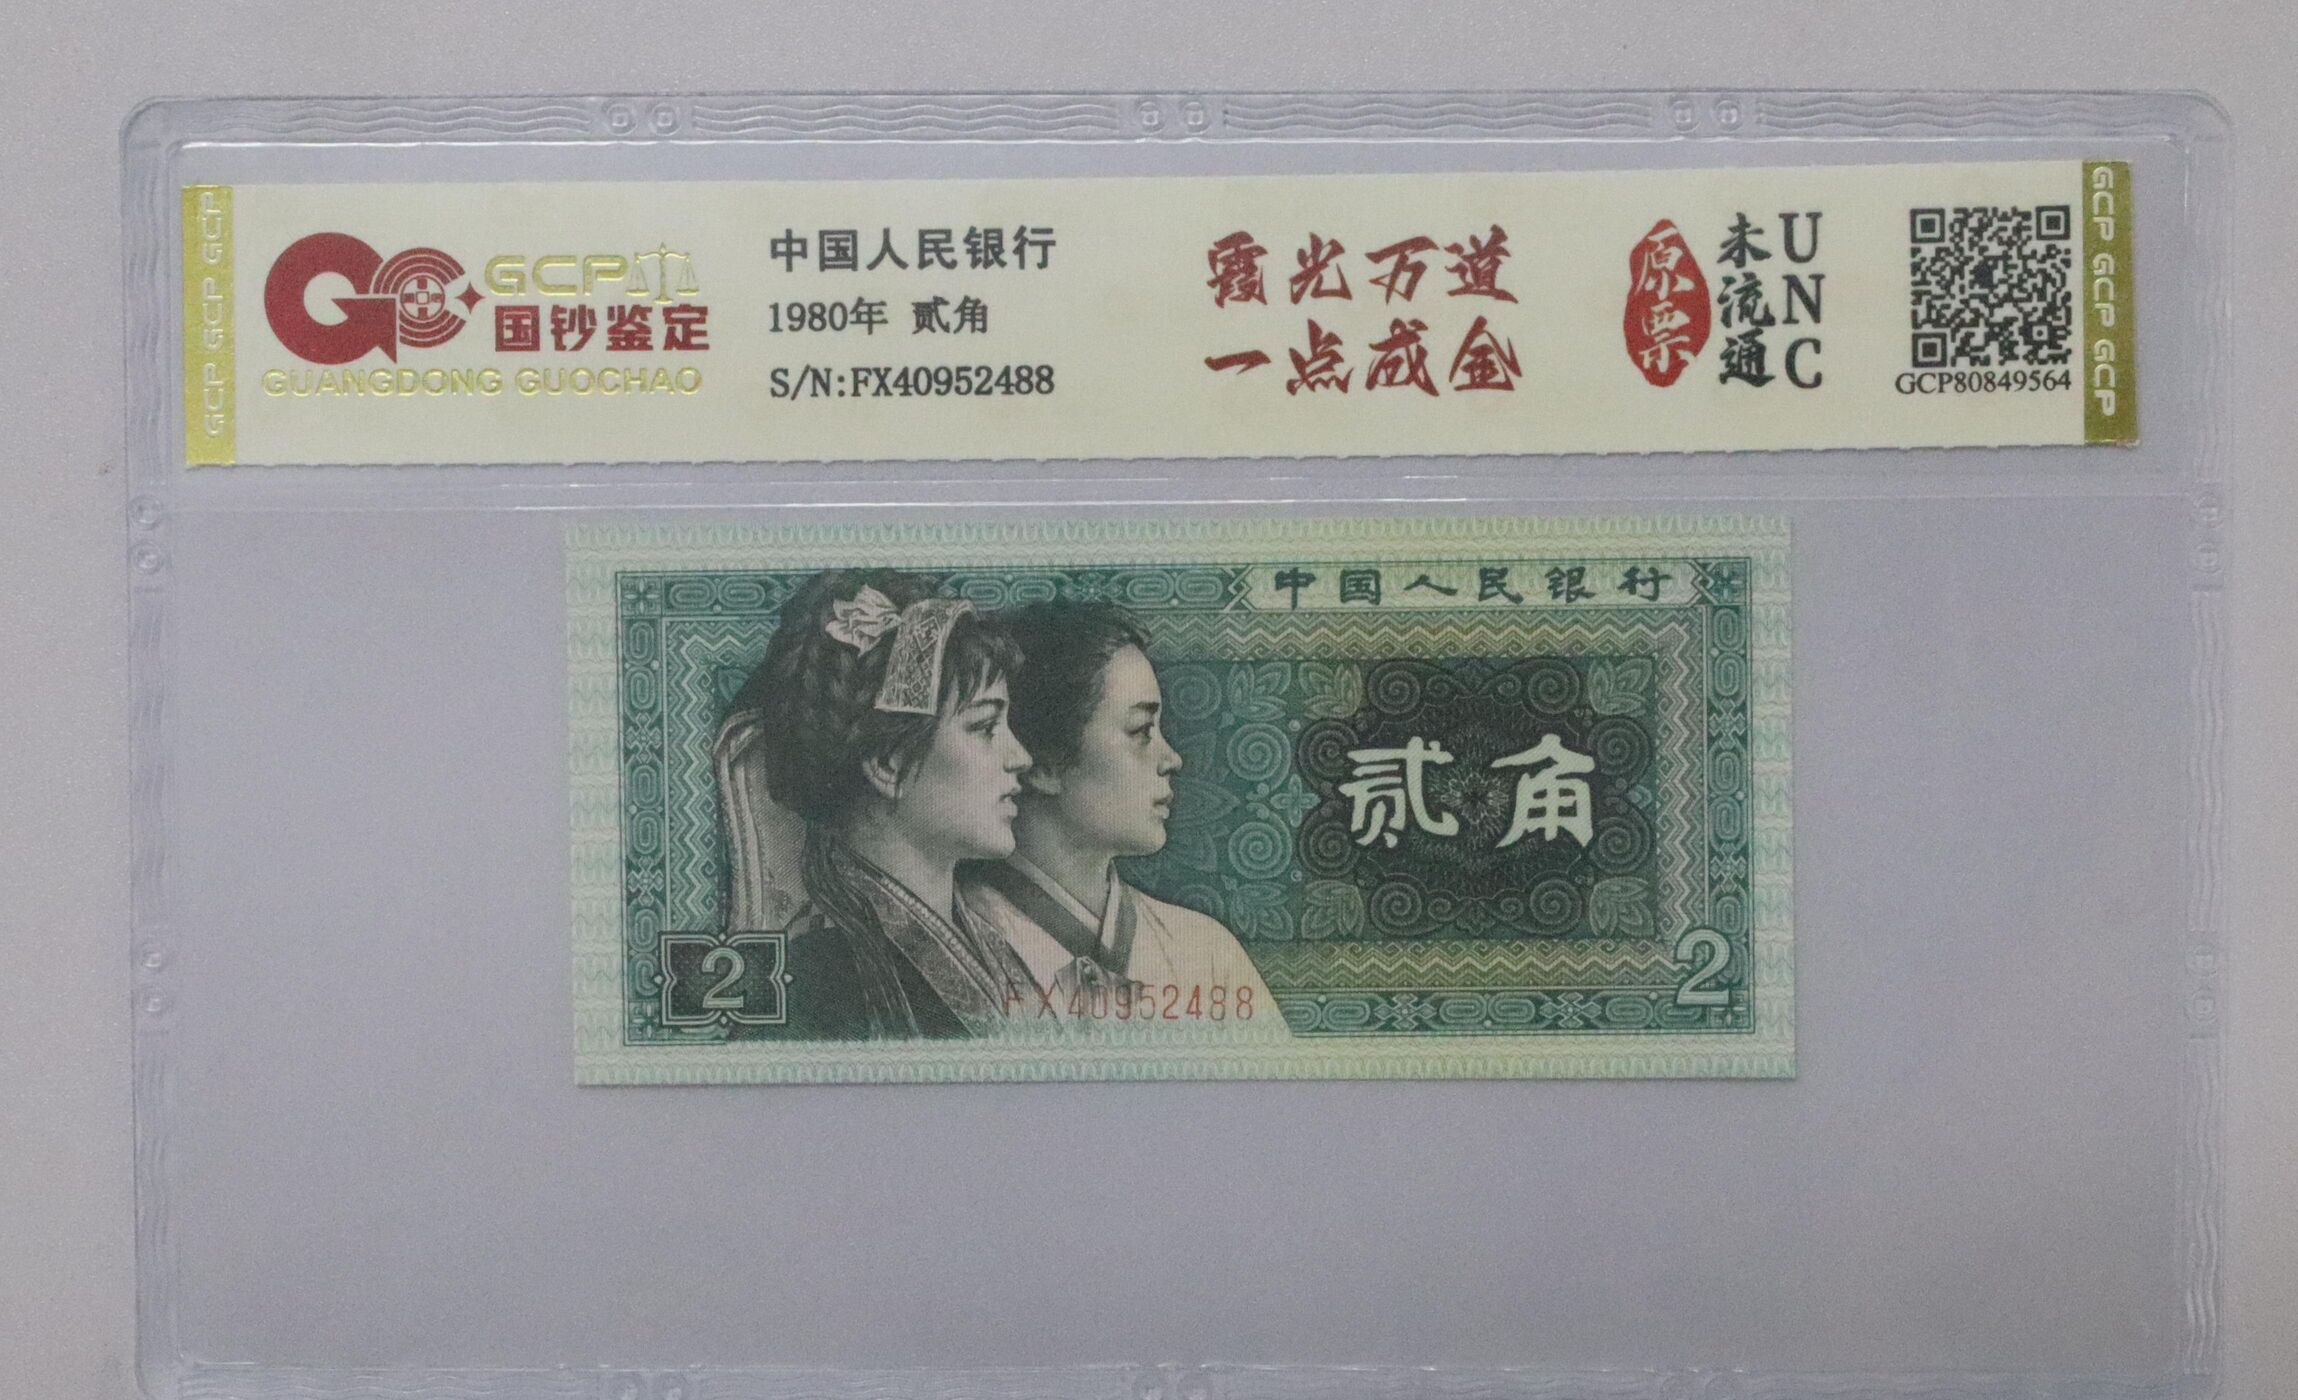 GCP GCP GCP
GCP
国钞鉴定
GUANGDONG GUOCHAO
中国人民银行
1980年 贰角
S/N:FX40952488
霞光万道
一点成金
原票
未流通
UNC
GCP80849564
GCP GCP GCP
中国人民银行
贰角
2
FX40952488
2